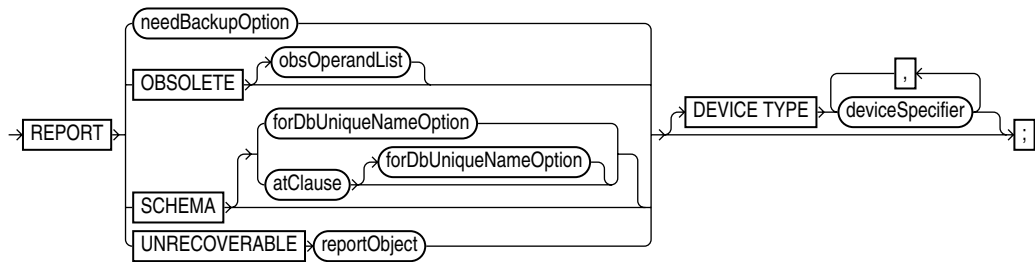 needBackupOption
obsOperandList
OBSOLETE
,
DEVICE TYPE deviceSpecifier
forDbUniqueNameOption
REPORT ;
forDbUniqueNameOption
atClause
SCHEMA
UNRECOVERABLE reportObject